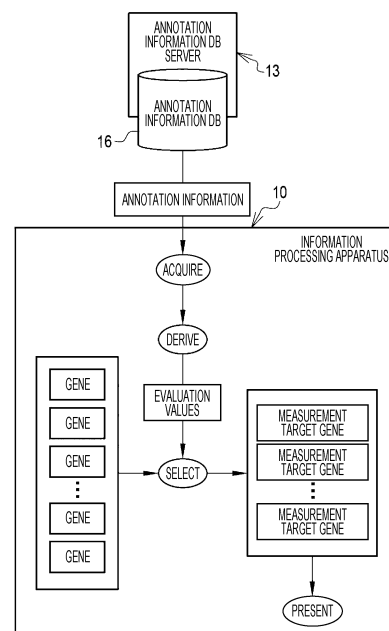 ANNOTATION
INFORMATION DB
SERVER
13
ANNOTATION
INFORMATION DB
16
ANNOTATION INFORMATION
10
INFORMATION
PROCESSING APPARATUS
ACQUIRE
DERIVE
EVALUATION
VALUES
GENE
GENE
GENE
GENE
GENE
SELECT
MEASUREMENT
TARGET GENE
MEASUREMENT
TARGET GENE
MEASUREMENT
TARGET GENE
PRESENT